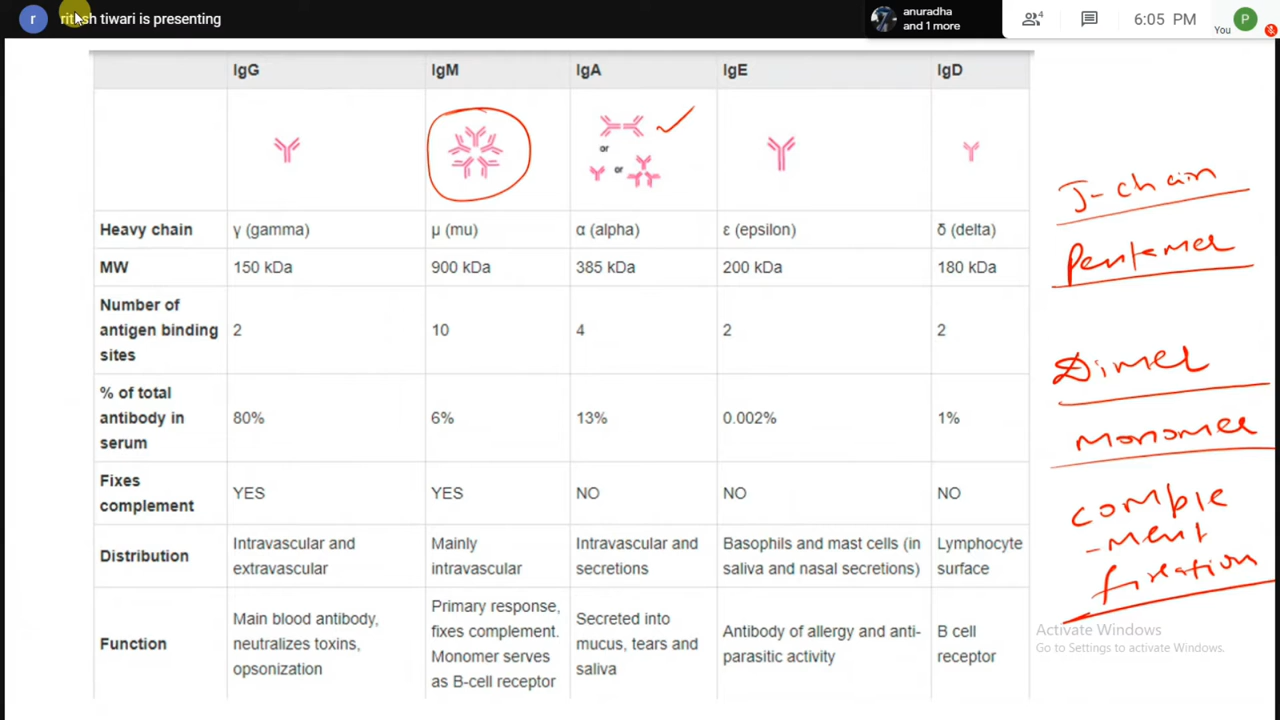 r
ritesh tiwari is presenting
anuradha
and 1 more
4
6:05 PM
You
P
IgG IgM IgA IgE IgD
or
or
Heavy chain γ (gamma) μ (mu) α (alpha) ε (epsilon) δ (delta)
MW 150 kDa 900 kDa 385 kDa 200 kDa 180 kDa
Number of
antigen binding 2 10 4 2 2
sites
% of total
antibody in 80% 6% 13% 0.002% 1%
serum
Fixes
complement YES YES NO NO NO
Distribution
Intravascular and
extravascular
Mainly
intravascular
Intravascular and
secretions
Basophils and mast cells (in
saliva and nasal secretions)
Lymphocyte
surface
Function
Main blood antibody,
neutralizes toxins,
opsonization
Primary response,
fixes complement.
Monomer serves
as B-cell receptor
Secreted into
mucus, tears and
saliva
Antibody of allergy and anti-
parasitic activity
B cell
receptor
J-chain
Pentamer
Dimer
monomer
comple
-ment
fixation
Activate Windows
Go to Settings to activate Windows.